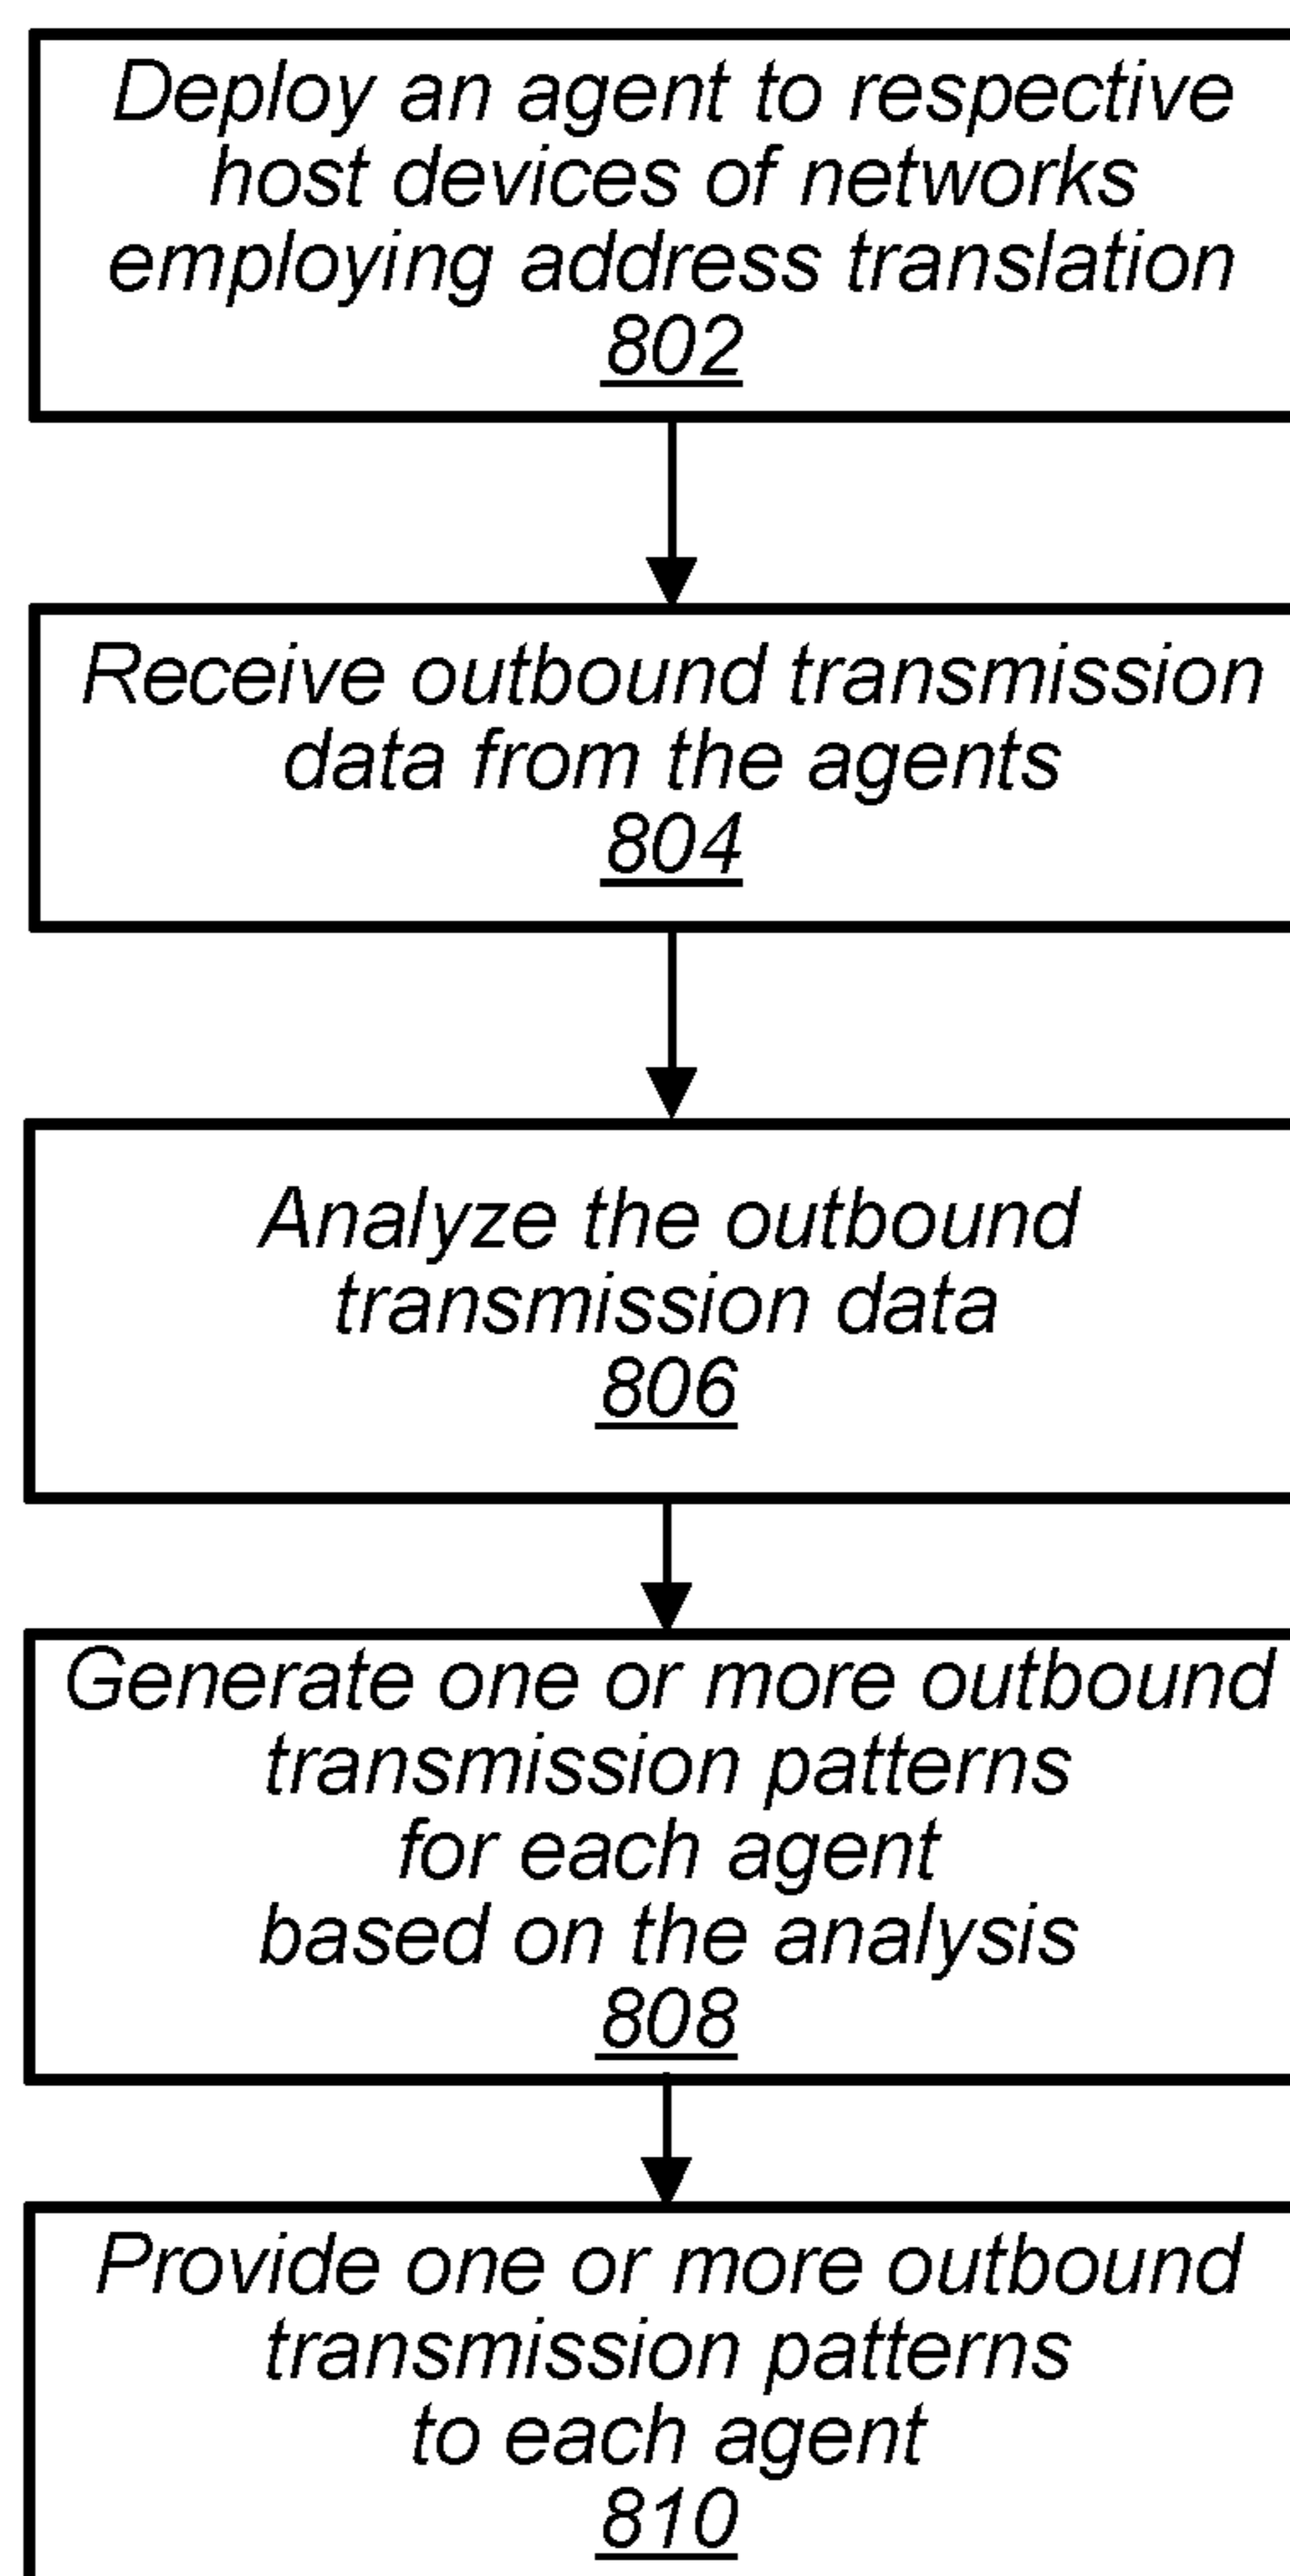 Deploy an agent to respective
host devices of networks
employing address translation
802
Receive outbound transmission
data from the agents
804
Analyze the outbound
transmission data
806
Generate one or more outbound
transmission patterns
for each agent
based on the analysis
808
Provide one or more outbound
transmission patterns
to each agent
810